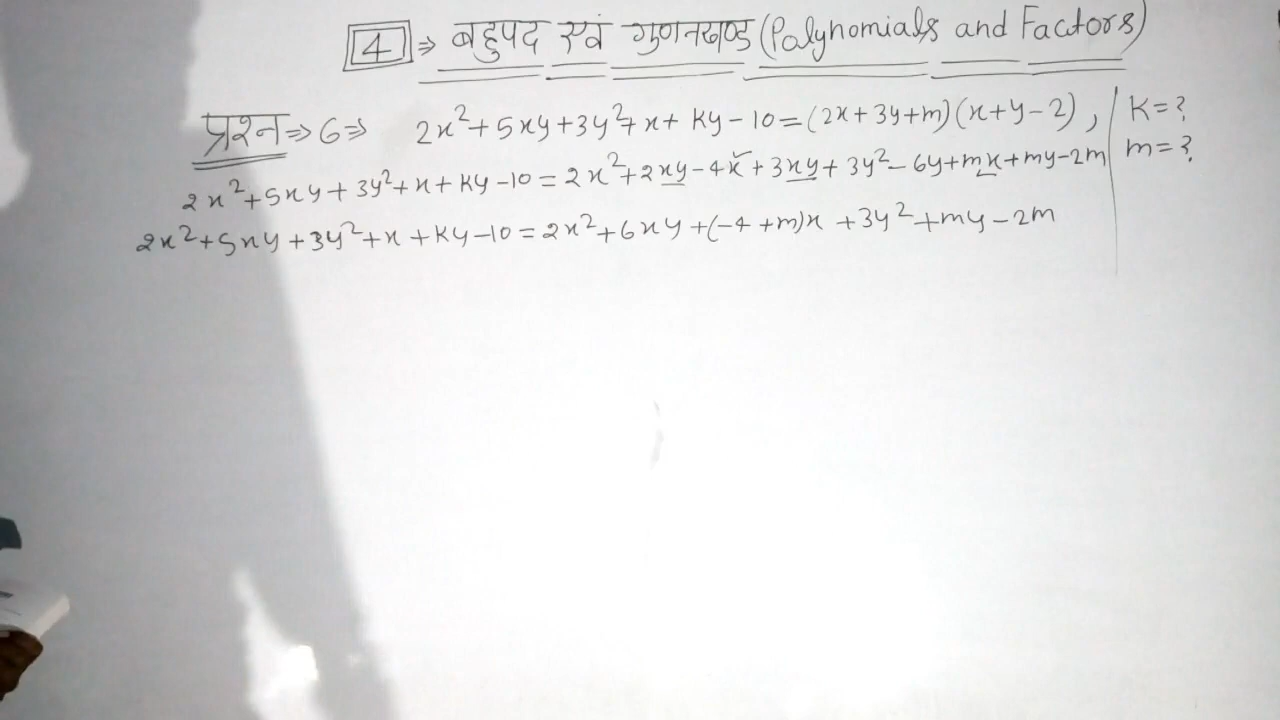 4 ⇒ बहुपद एवं गुणनखण्ड (Polynomials and Factors)
प्रश्न ⇒ 6 ⇒ 2x²+5xy+3y²+x+ky-10=(2x+3y+m)(x+y-2), K=?
m=?
2x²+5xy+3y²+x+ky-10=2x²+2xy-4x+3xy+3y²-6y+mx+my-2m
2x²+5xy+3y²+x+ky-10=2x²+6xy+(-4+m)x+3y²+my-2m